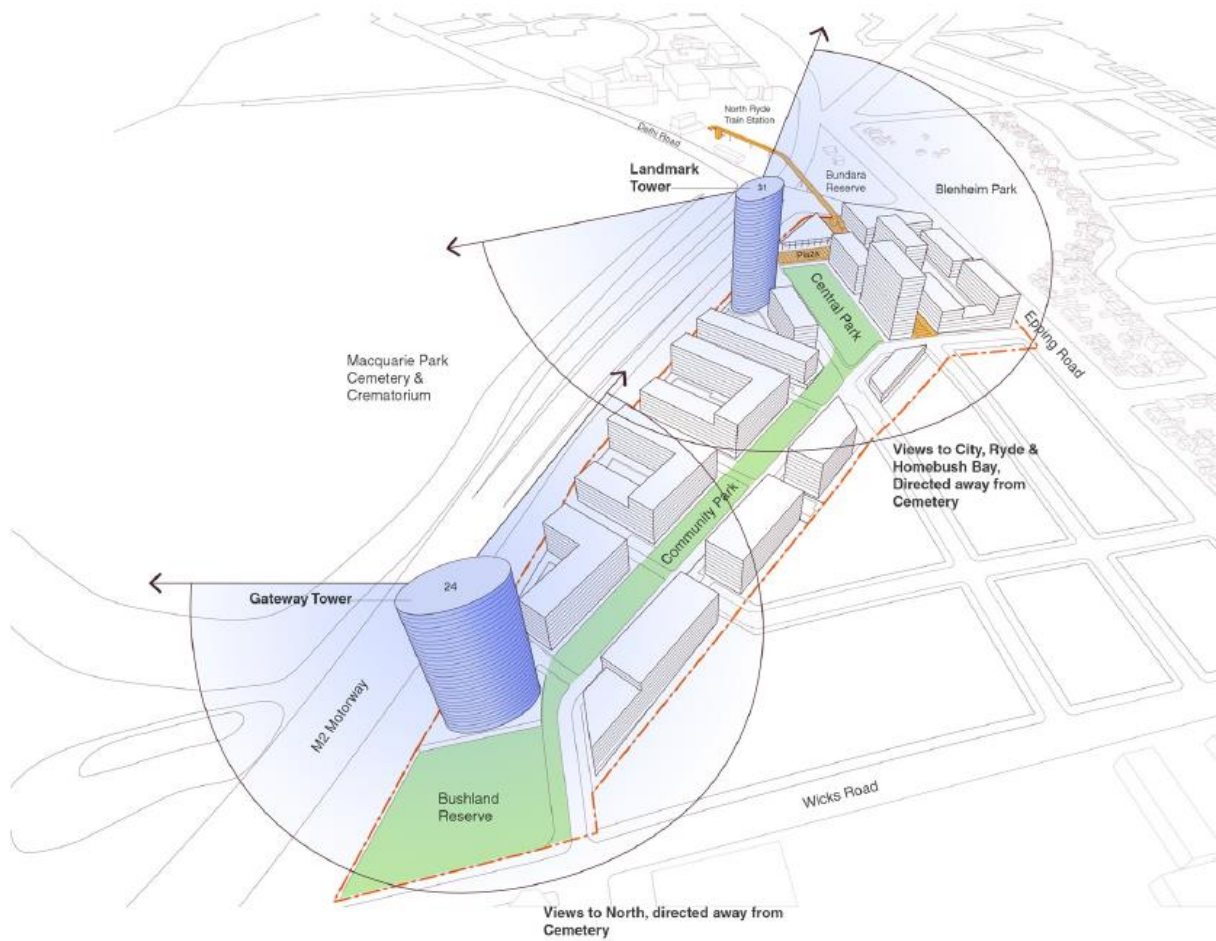 North Ryde
Train Station
Delhi Road
Landmark
Tower
31
Bundara
Reserve
Blenheim Park
Plaza
Central Park
Epping Road
Macquarie Park
Cemetery &
Crematorium
Views to City, Ryde &
Homebush Bay,
Directed away from
Cemetery
Community Park
24
Gateway Tower
M2 Motorway
Bushland
Reserve
Wicks Road
Views to North, directed away from
Cemetery